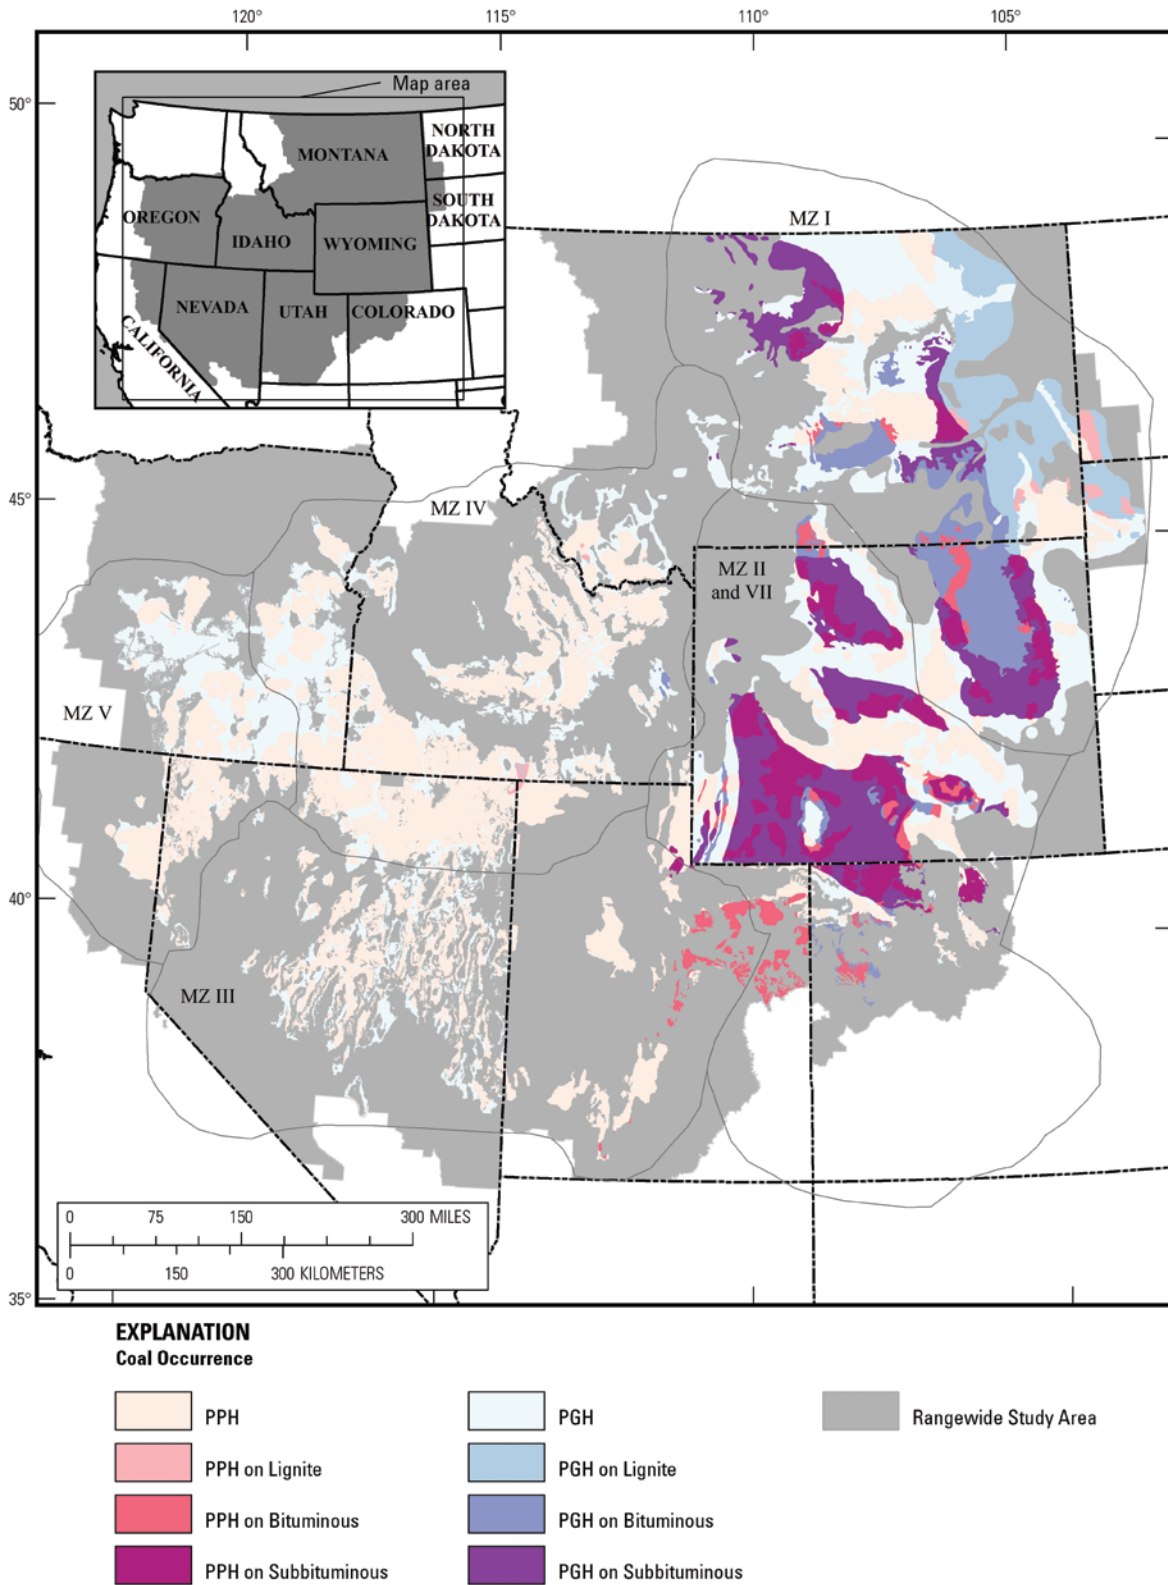 120° 115° 110° 105°
50°
Map area
NORTH
DAKOTA
MONTANA
SOUTH
DAKOTA
OREGON
IDAHO
WYOMING
NEVADA
UTAH
COLORADO
CALIFORNIA
MZ I
45°
MZ IV
MZ II
and VII
MZ V
40°
MZ III
0 75 150 300 MILES
0 150 300 KILOMETERS
35°
EXPLANATION
Coal Occurrence
PPH PGH Rangewide Study Area
PPH on Lignite PGH on Lignite
PPH on Bituminous PGH on Bituminous
PPH on Subbituminous PGH on Subbituminous